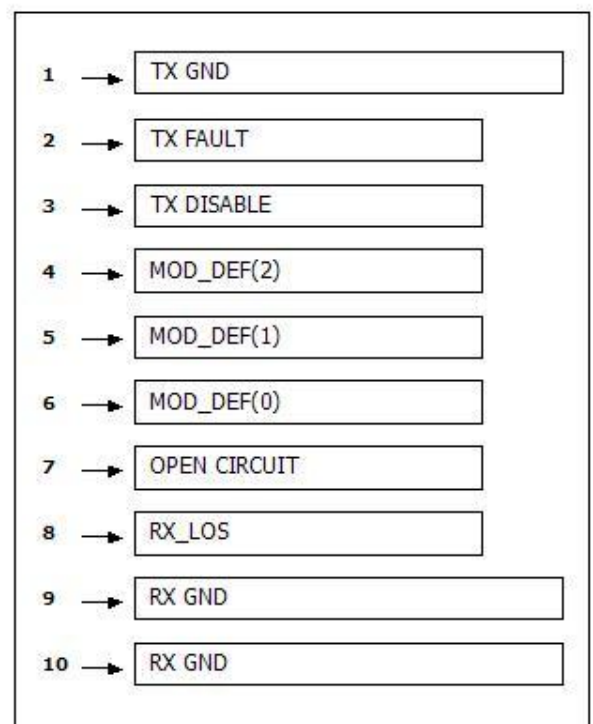 1 TX GND
2 TX FAULT
3 TX DISABLE
4 MOD_DEF(2)
5 MOD_DEF(1)
6 MOD_DEF(0)
7 OPEN CIRCUIT
8 RX_LOS
9 RX GND
10 RX GND